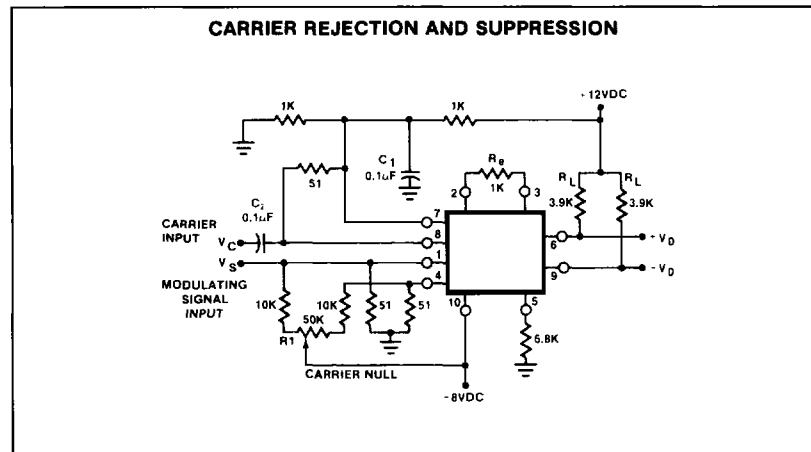 CARRIER REJECTION AND SUPPRESSION
+12VDC
1K
1K
C1
0.1μF
51
Re
1K
2
3
RL
3.9K
RL
3.9K
C2
0.1μF
CARRIER
INPUT
VC
7
8
6
+VD
VS
1
MODULATING
SIGNAL
INPUT
4
9
-VD
10K
10K
51
51
10
5
50K
R1
6.8K
CARRIER NULL
-8VDC